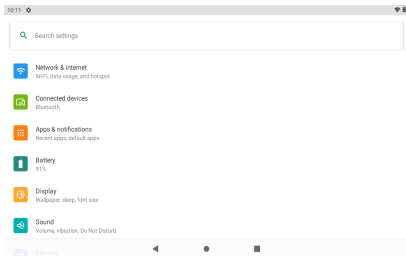 10:11
Search settings
Network & internet
Wi-Fi, data usage, and hotspot
Connected devices
Bluetooth
Apps & notifications
Recent apps, default apps
Battery
91%
Display
Wallpaper, sleep, font size
Sound
Volume, vibration, Do Not Disturb
Storage